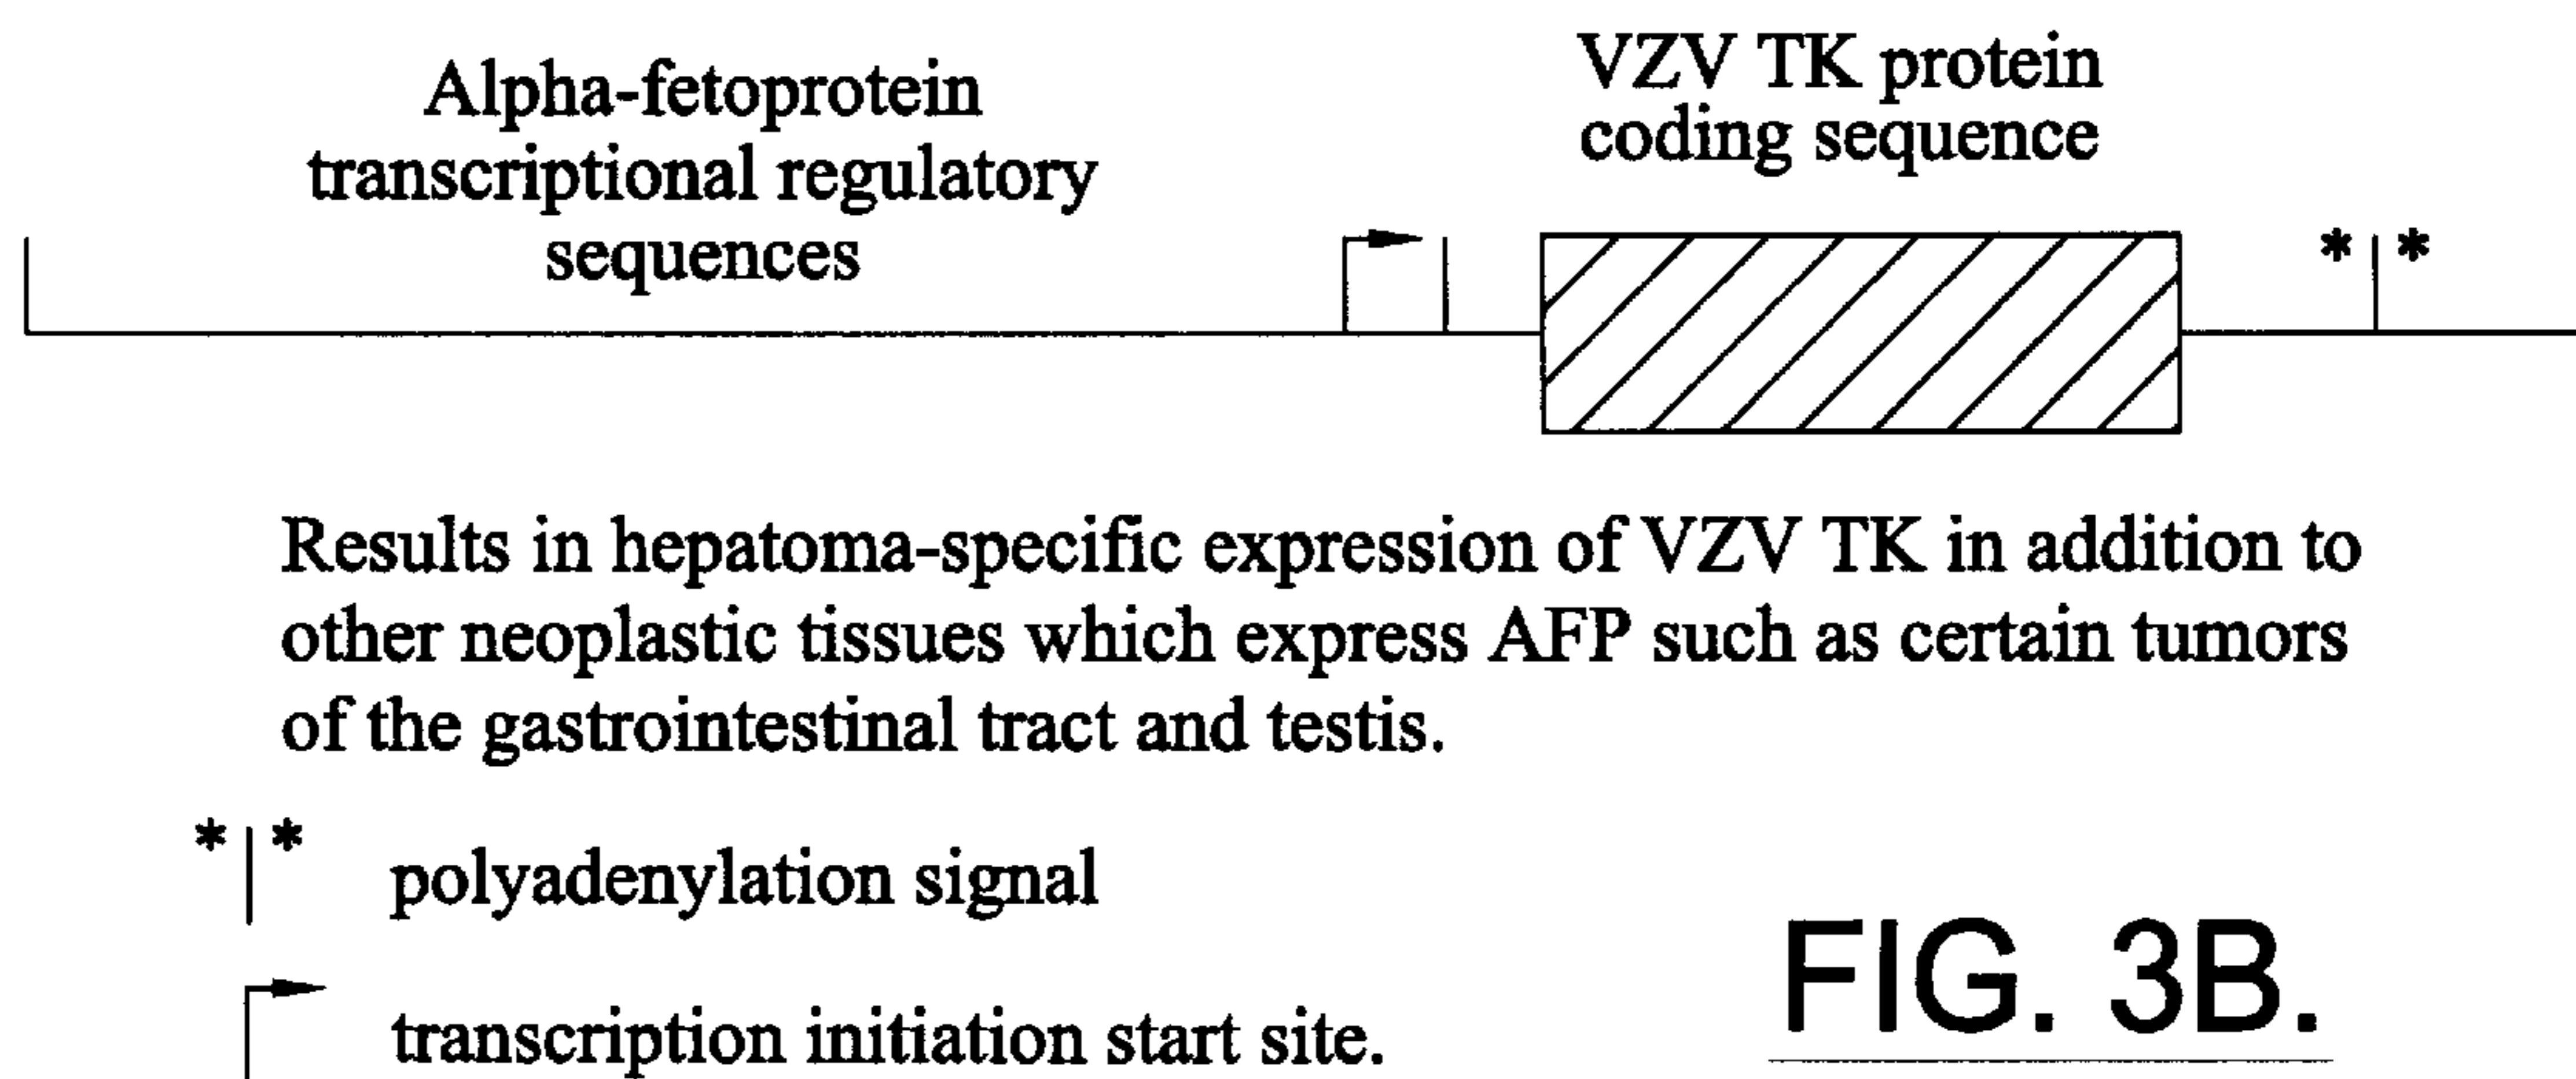 Alpha-fetoprotein
transcriptional regulatory
sequences
VZV TK protein
coding sequence
* *
Results in hepatoma-specific expression of VZV TK in addition to
other neoplastic tissues which express AFP such as certain tumors
of the gastrointestinal tract and testis.
* * polyadenylation signal
transcription initiation start site.
FIG. 3B.